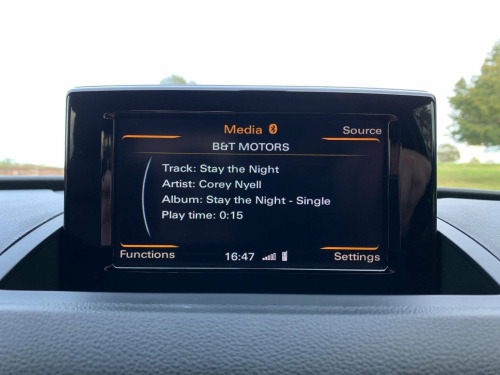 Media
Source
B&T MOTORS
Track: Stay the Night
Artist: Corey Nyell
Album: Stay the Night - Single
Play time: 0:15
Functions
16:47
Settings